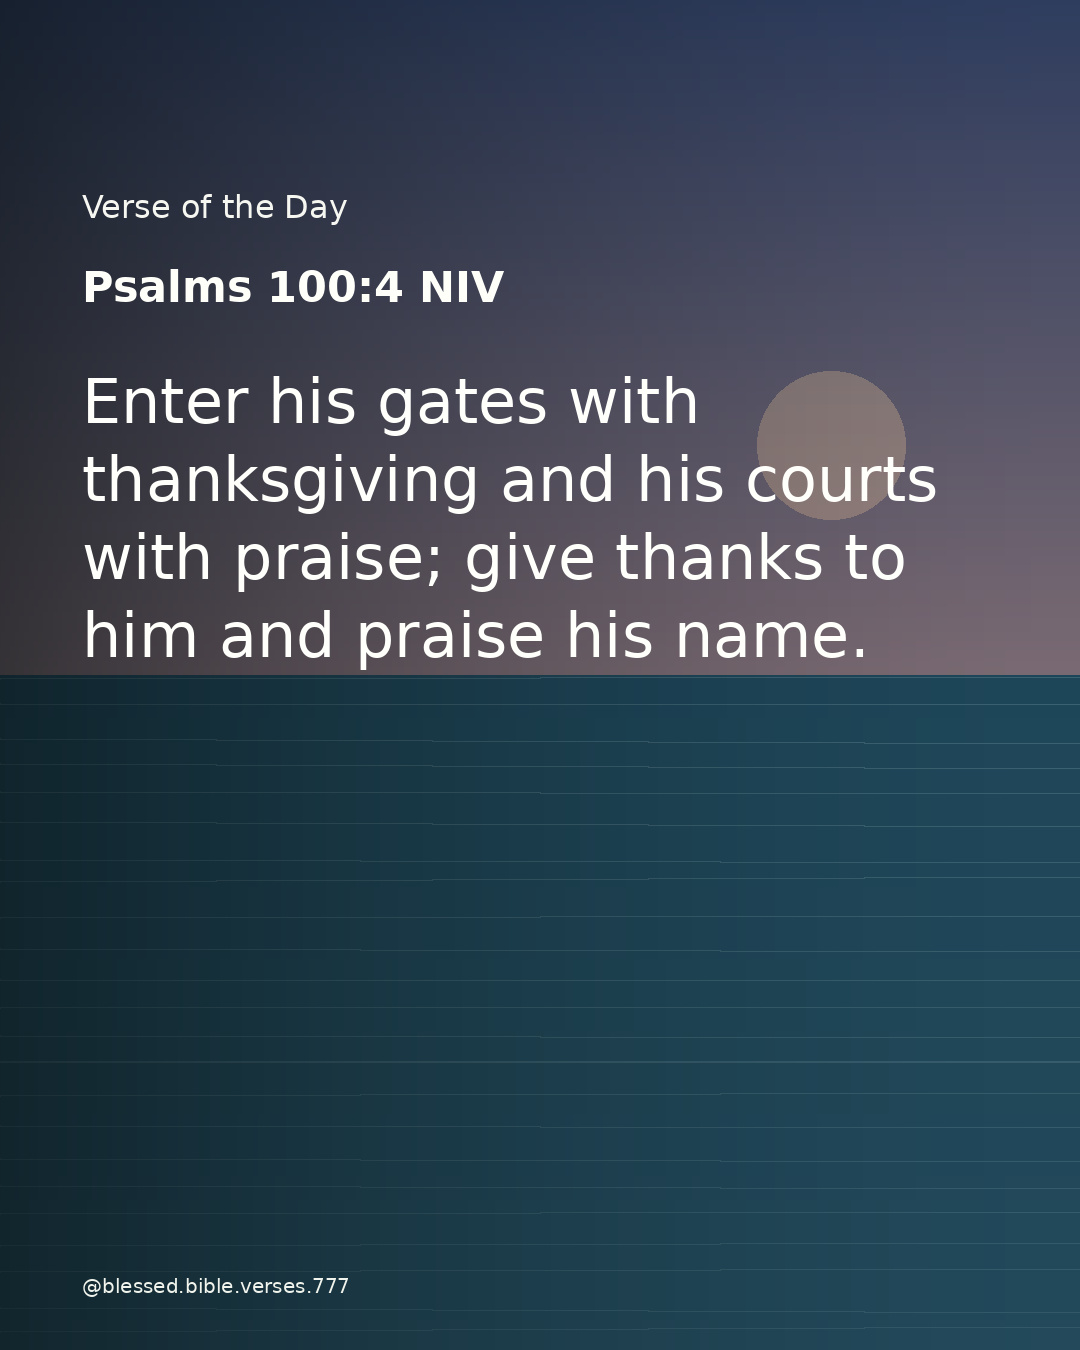 Verse of the Day
Psalms 100:4 NIV
Enter his gates with
thanksgiving and his courts
with praise; give thanks to
him and praise his name.
@blessed.bible.verses.777